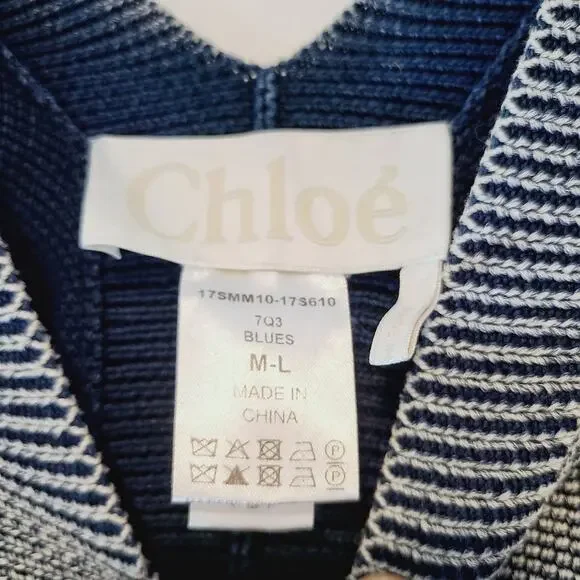 Chloé
17SMM10-17S610
7Q3
BLUES
M-L
MADE IN
CHINA